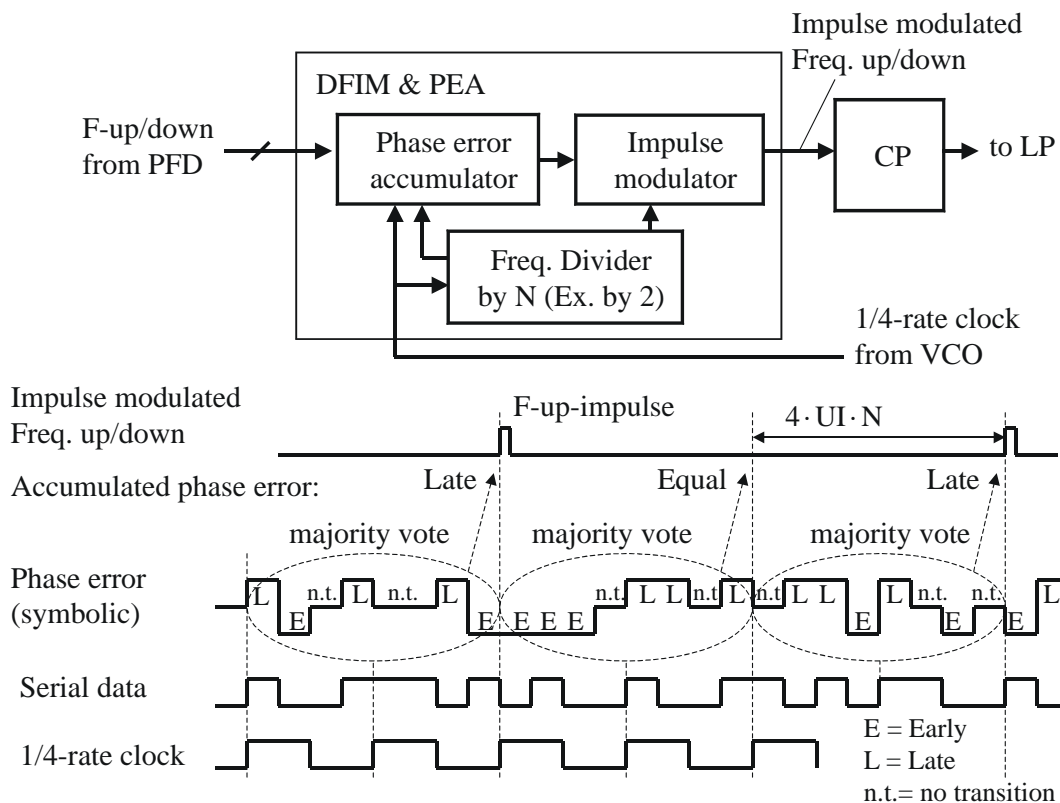 Impulse modulated
Freq. up/down
DFIM & PEA
F-up/down
from PFD
Phase error
accumulator
Impulse
modulator
CP
to LP
Freq. Divider
by N (Ex. by 2)
1/4-rate clock
from VCO
Impulse modulated
Freq. up/down
F-up-impulse
4 · UI · N
Accumulated phase error:
Late
Equal
Late
majority vote
majority vote
majority vote
Phase error
(symbolic)
L E n.t. L n.t. L E E E E n.t. L L n.t. L n.t. L L E L n.t. E n.t. E L
Serial data
1/4-rate clock
E = Early
L = Late
n.t.= no transition